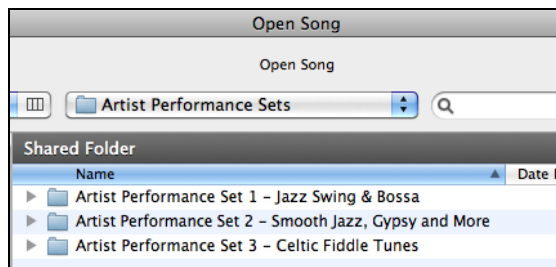 Open Song
Open Song
Artist Performance Sets
Shared Folder
Name Date
Artist Performance Set 1 – Jazz Swing & Bossa
Artist Performance Set 2 – Smooth Jazz, Gypsy and More
Artist Performance Set 3 – Celtic Fiddle Tunes